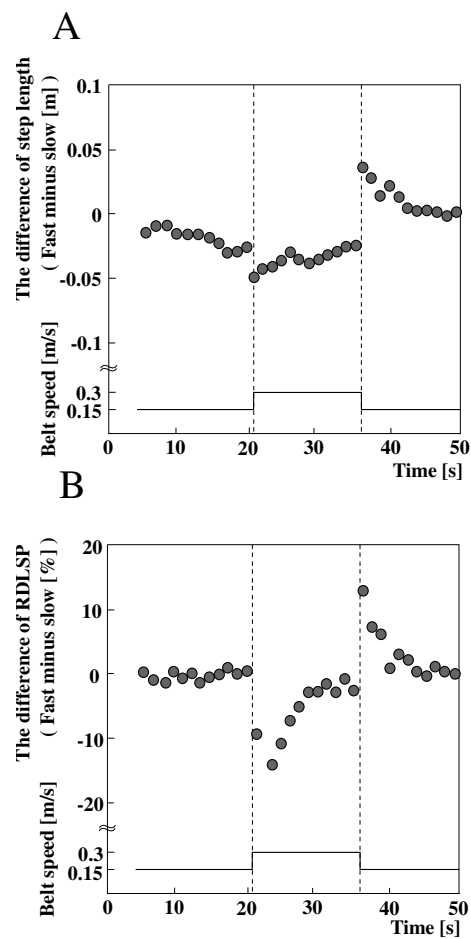 A
The difference of step length
( Fast minus slow [m] )
0.1
0.05
0
-0.05
-0.1
Belt speed [m/s]
0.3
0.15
0 10 20 30 40 50
Time [s]
B
The difference of RDLSP
( Fast minus slow [%] )
20
10
0
-10
-20
Belt speed [m/s]
0.3
0.15
0 10 20 30 40 50
Time [s]